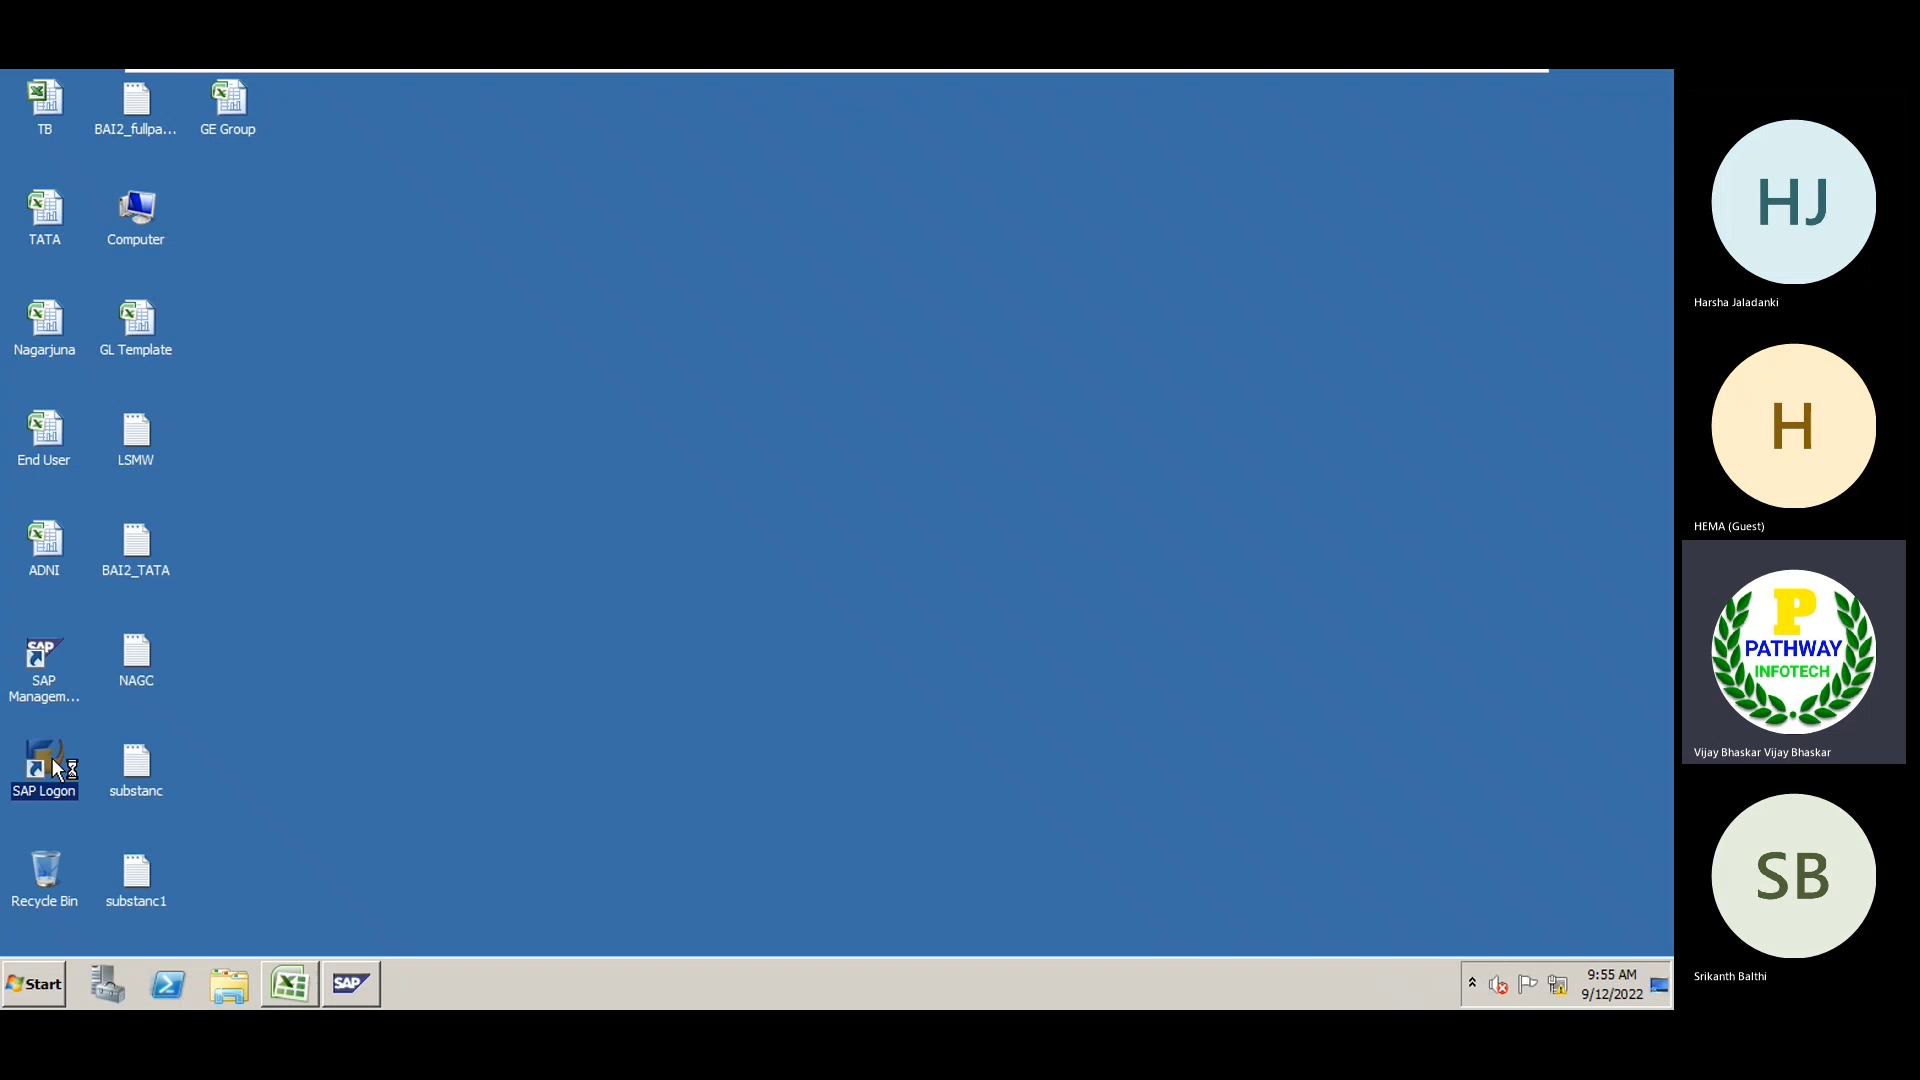 TB
BAI2_fullpa...
GE Group
TATA
Computer
Nagarjuna
GL Template
End User
LSMW
ADNI
BAI2_TATA
SAP
SAP
Managem...
NAGC
SAP Logon
substanc
Recycle Bin
substanc1
Start
SAP
9:55 AM
9/12/2022
HJ
Harsha Jaladanki
H
HEMA (Guest)
P
PATHWAY
INFOTECH
Vijay Bhaskar Vijay Bhaskar
SB
Srikanth Balthi